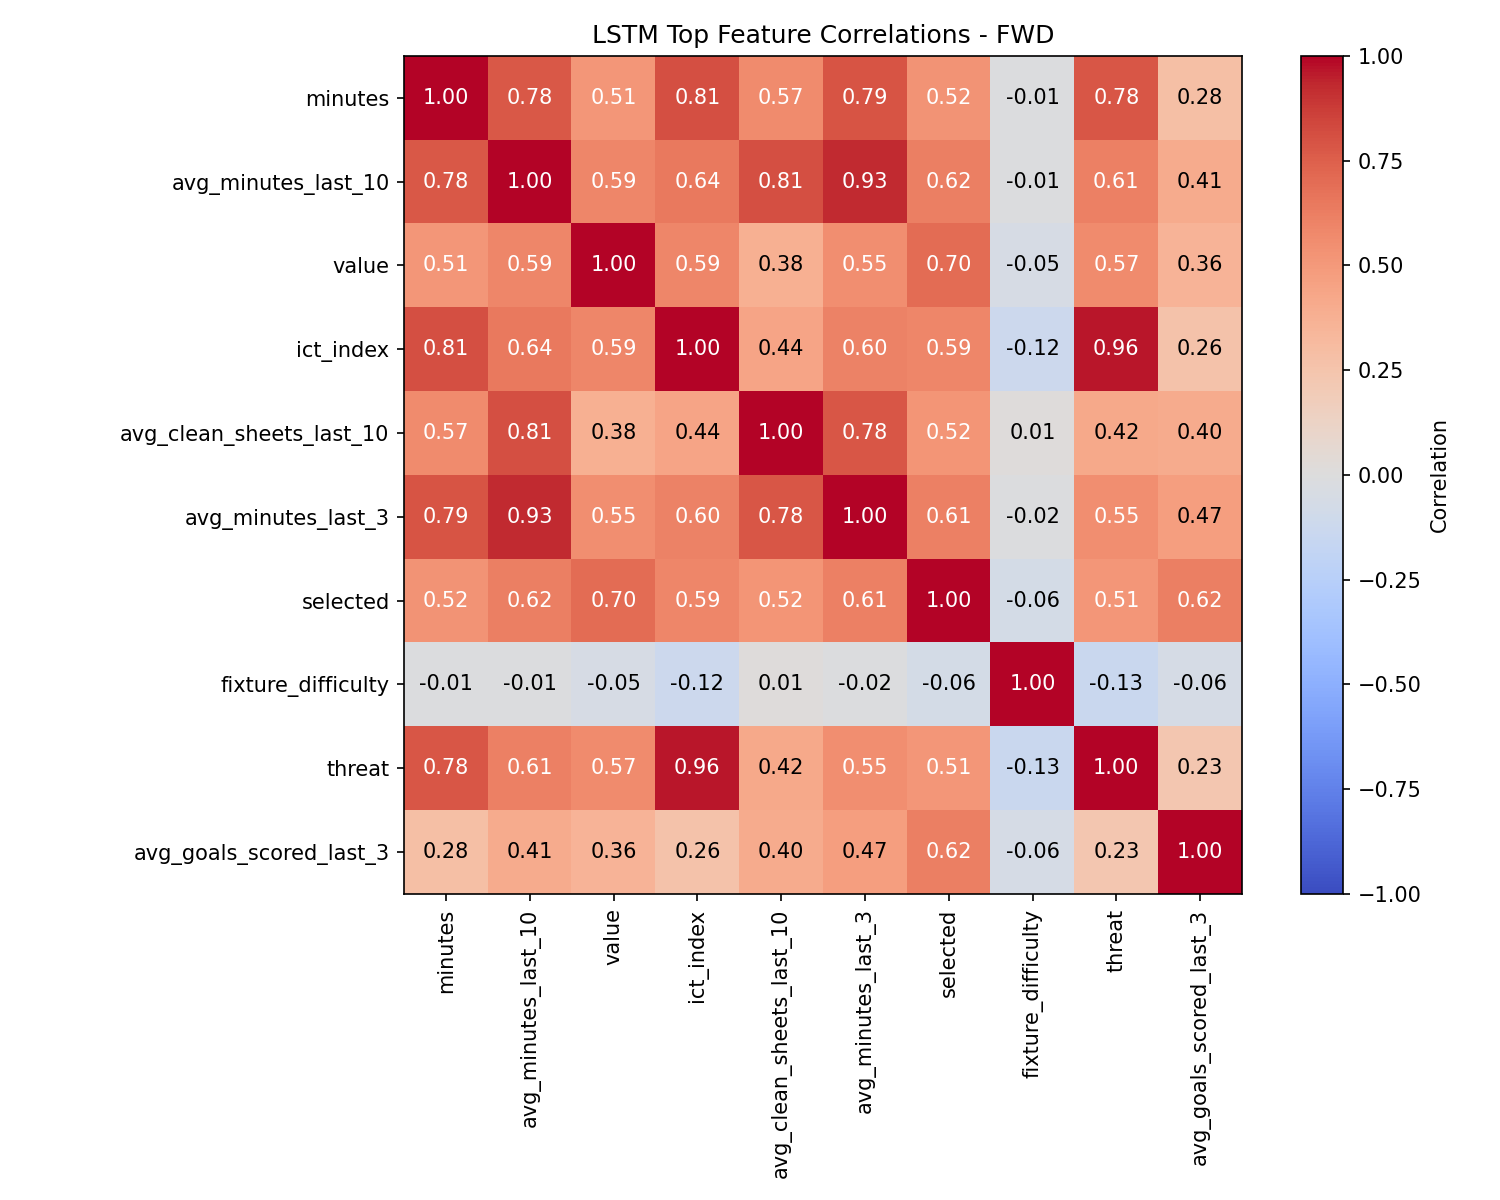 LSTM Top Feature Correlations - FWD
minutes 1.00 0.78 0.51 0.81 0.57 0.79 0.52 -0.01 0.78 0.28
avg_minutes_last_10 0.78 1.00 0.59 0.64 0.81 0.93 0.62 -0.01 0.61 0.41
value 0.51 0.59 1.00 0.59 0.38 0.55 0.70 -0.05 0.57 0.36
ict_index 0.81 0.64 0.59 1.00 0.44 0.60 0.59 -0.12 0.96 0.26
avg_clean_sheets_last_10 0.57 0.81 0.38 0.44 1.00 0.78 0.52 0.01 0.42 0.40
avg_minutes_last_3 0.79 0.93 0.55 0.60 0.78 1.00 0.61 -0.02 0.55 0.47
selected 0.52 0.62 0.70 0.59 0.52 0.61 1.00 -0.06 0.51 0.62
fixture_difficulty -0.01 -0.01 -0.05 -0.12 0.01 -0.02 -0.06 1.00 -0.13 -0.06
threat 0.78 0.61 0.57 0.96 0.42 0.55 0.51 -0.13 1.00 0.23
avg_goals_scored_last_3 0.28 0.41 0.36 0.26 0.40 0.47 0.62 -0.06 0.23 1.00
minutes
avg_minutes_last_10
value
ict_index
avg_clean_sheets_last_10
avg_minutes_last_3
selected
fixture_difficulty
threat
avg_goals_scored_last_3
1.00
0.75
0.50
0.25
0.00
−0.25
−0.50
−0.75
−1.00
Correlation